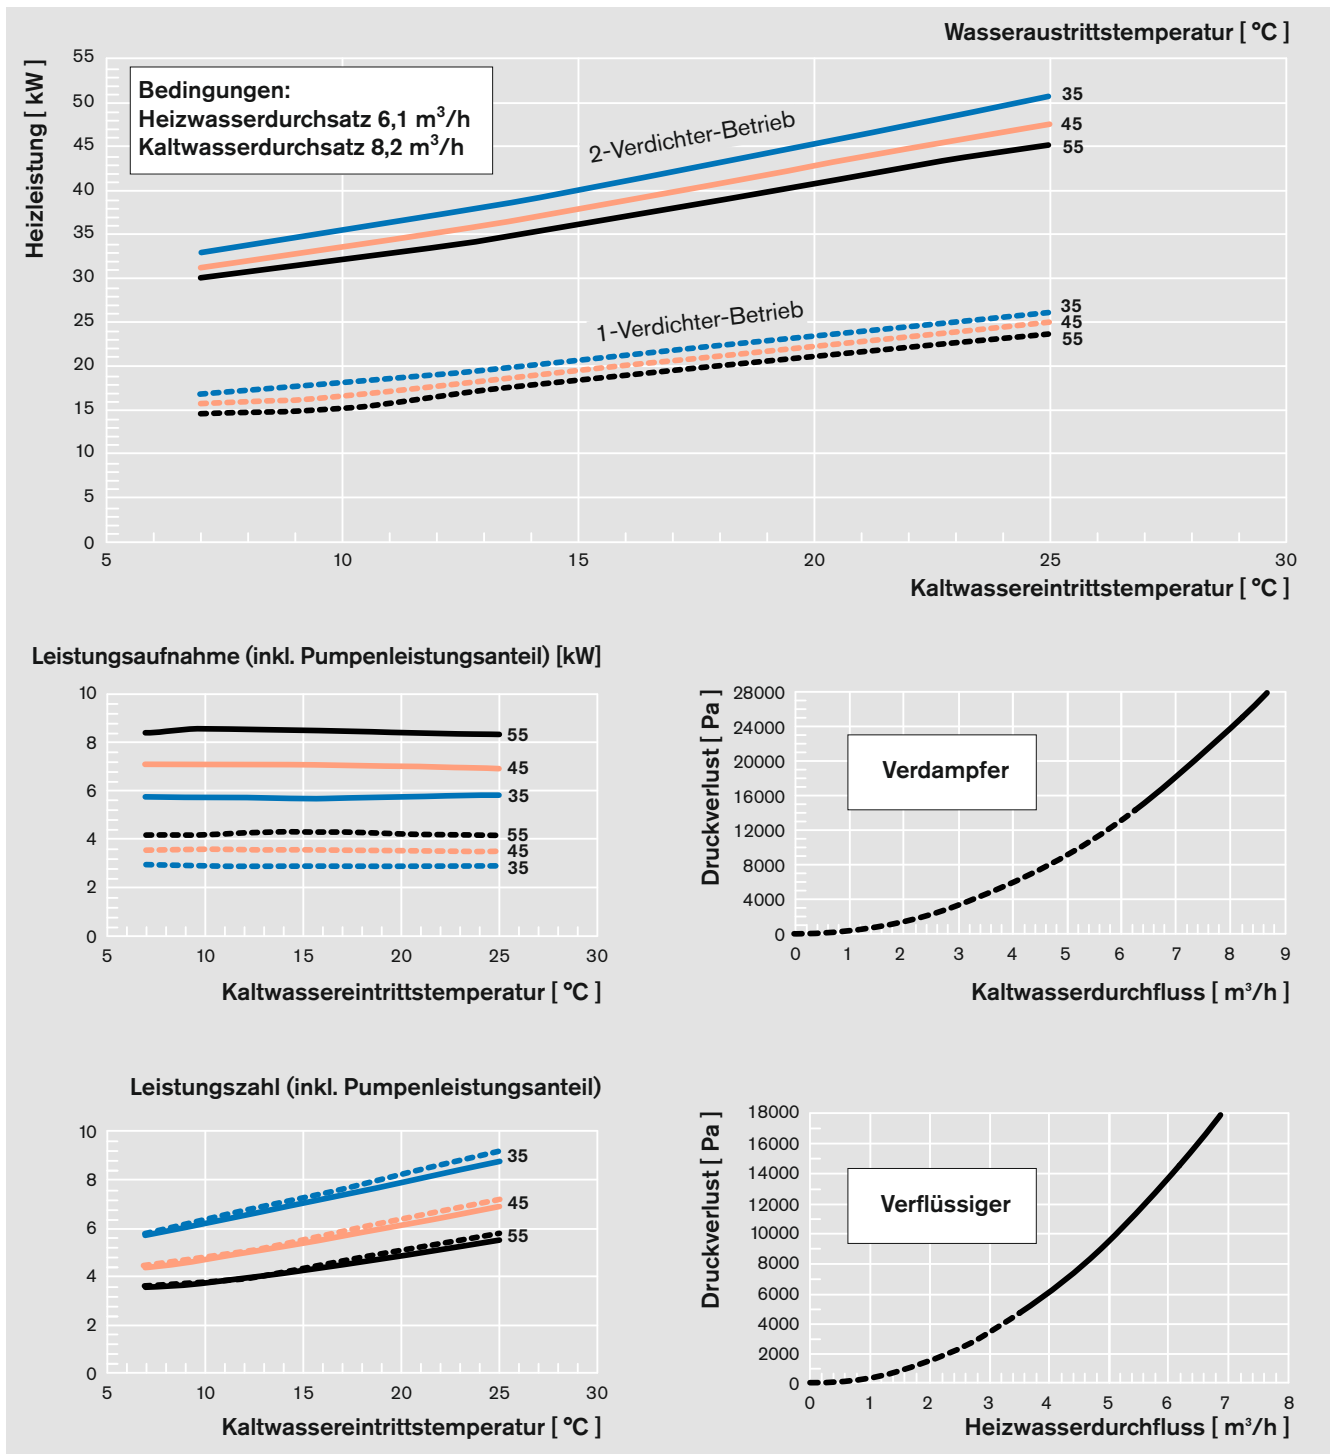 Wasseraustrittstemperatur [ °C ]
Heizleistung [ kW ]
55
50
45
40
35
30
25
20
15
10
5
0
Bedingungen:
Heizwasserdurchsatz 6,1 m³/h
Kaltwasserdurchsatz 8,2 m³/h
2-Verdichter-Betrieb
35
45
55
1-Verdichter-Betrieb
35
45
55
5 10 15 20 25 30
Kaltwassereintrittstemperatur [ °C ]
Leistungsaufnahme (inkl. Pumpenleistungsanteil) [kW]
10
8
6
4
2
0
55
45
35
55
45
35
5 10 15 20 25 30
Kaltwassereintrittstemperatur [ °C ]
Druckverlust [ Pa ]
28000
24000
20000
16000
12000
8000
4000
0
Verdampfer
0 1 2 3 4 5 6 7 8 9
Kaltwasserdurchfluss [ m³/h ]
Leistungszahl (inkl. Pumpenleistungsanteil)
10
8
6
4
2
0
35
45
55
5 10 15 20 25 30
Kaltwassereintrittstemperatur [ °C ]
Druckverlust [ Pa ]
18000
16000
14000
12000
10000
8000
6000
4000
2000
0
Verflüssiger
0 1 2 3 4 5 6 7 8
Heizwasserdurchfluss [ m³/h ]